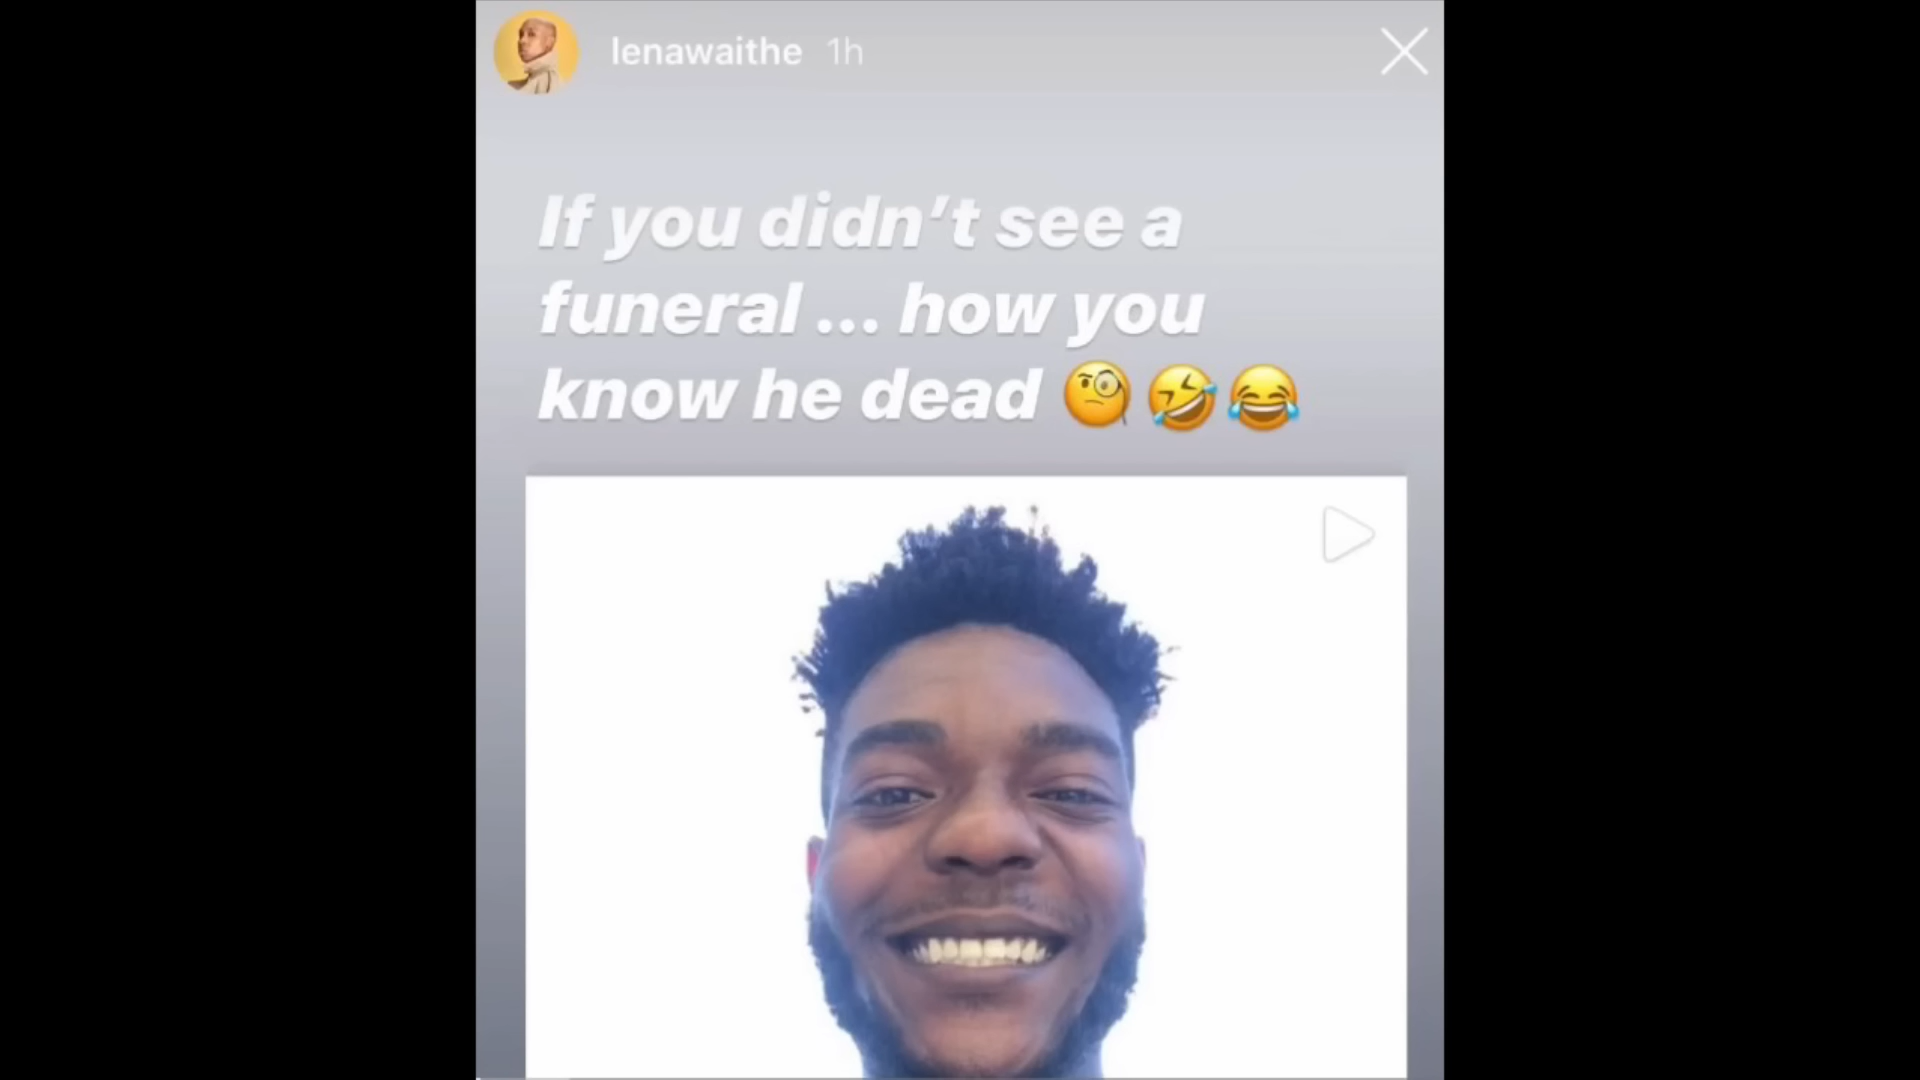 lenawaithe 1h
If you didn’t see a
funeral ... how you
know he dead 🧐🤣😂